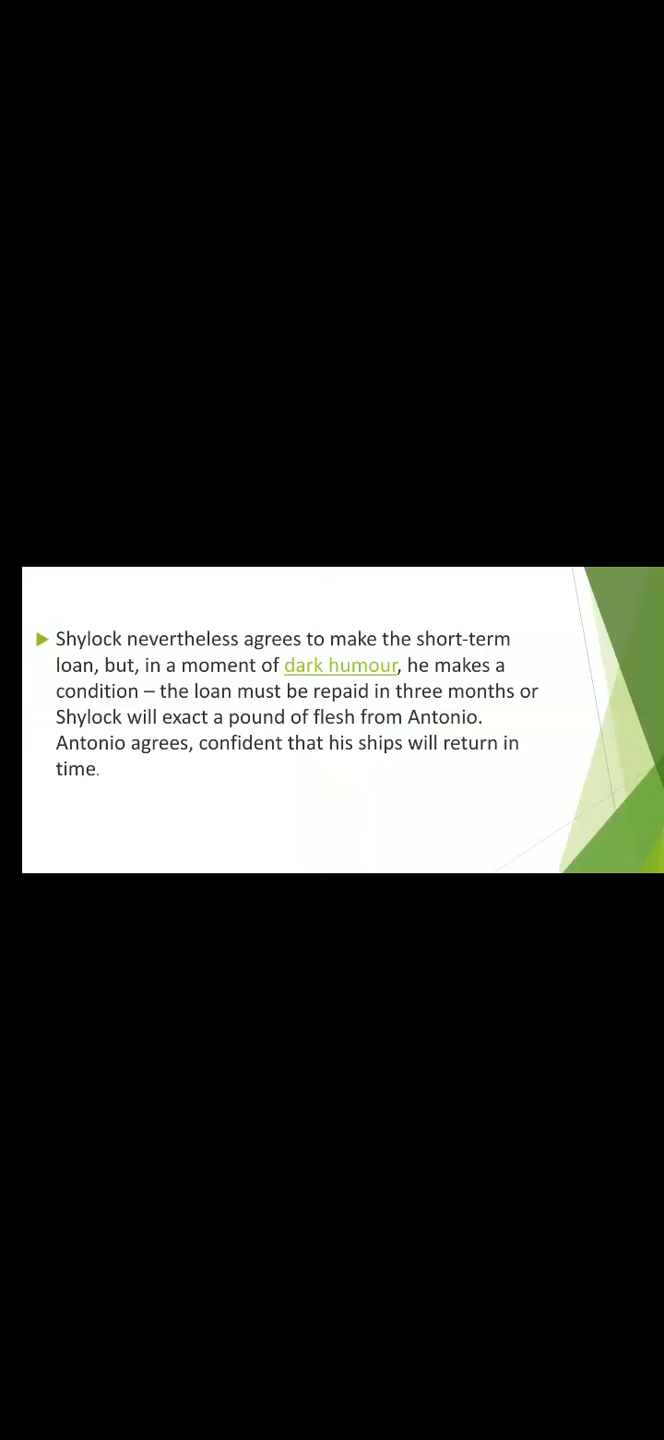 Shylock nevertheless agrees to make the short-term
loan, but, in a moment of dark humour, he makes a
condition – the loan must be repaid in three months or
Shylock will exact a pound of flesh from Antonio.
Antonio agrees, confident that his ships will return in
time.